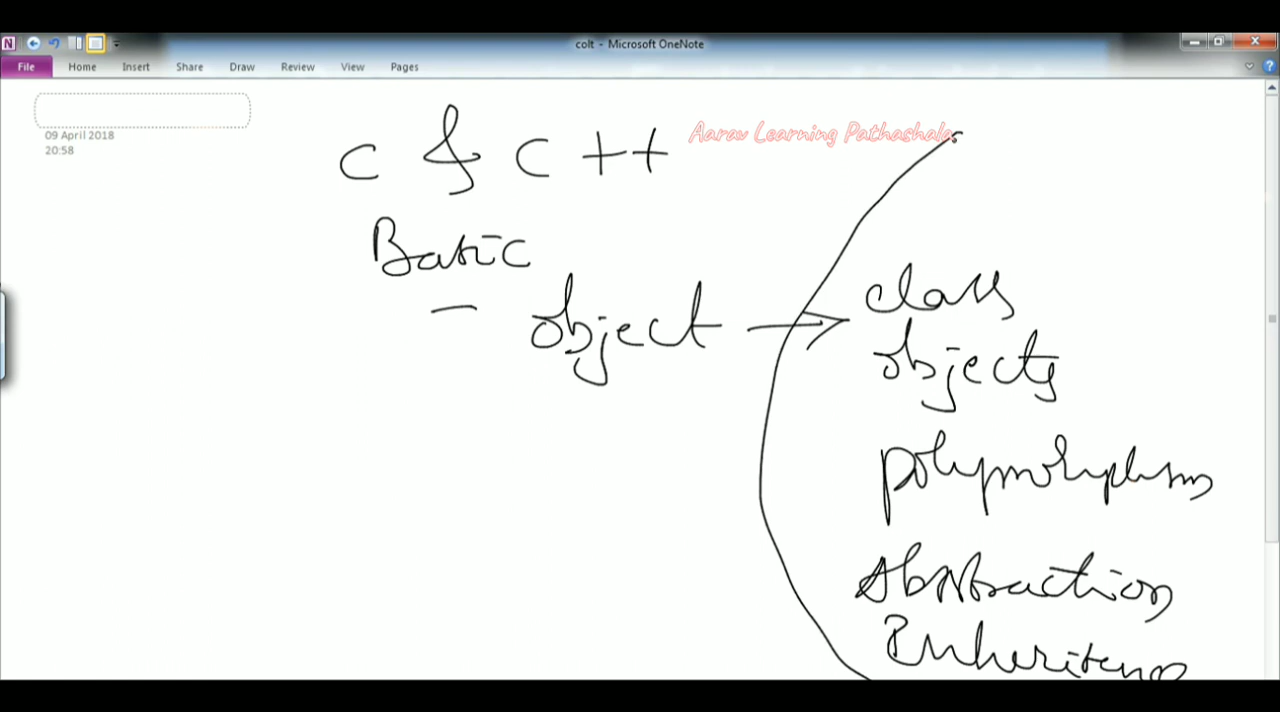 colt - Microsoft OneNote
File Home Insert Share Draw Review View Pages
09 April 2018
20:58
Aarav Learning Pathashala
C & C ++
Basic
object → class
objects
polymorphism
Abstraction